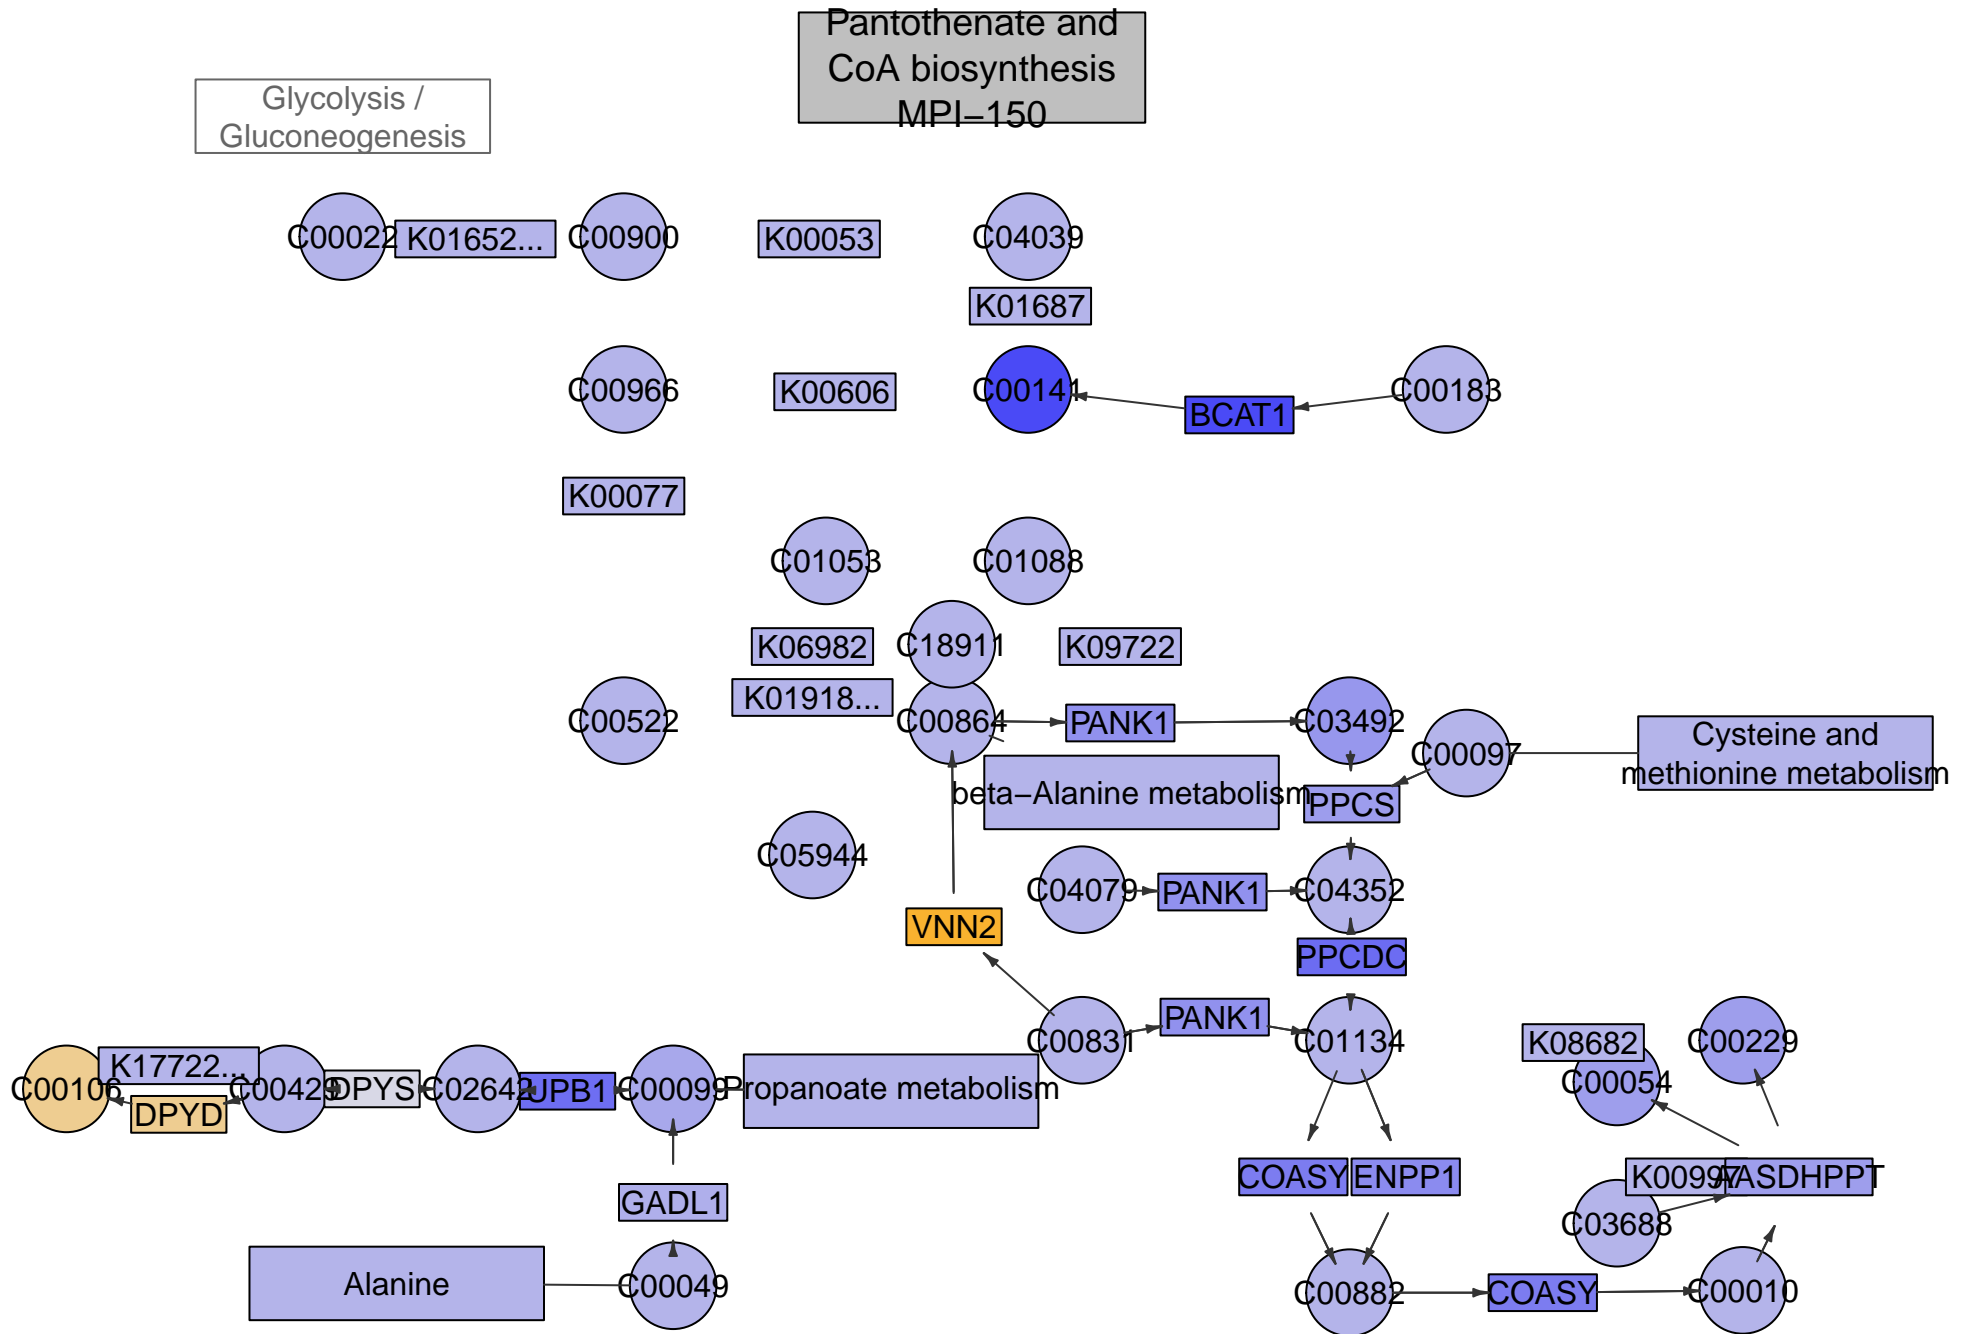 Pantothenate and
CoA biosynthesis
MPI−150
Glycolysis /
Gluconeogenesis
C00022
K01652...
C00900
K00053
C04039
K01687
C00966
K00606
C00141
BCAT1
C00183
K00077
C01053
C01088
K06982
C18911
K09722
K01918...
C00522
C00864
PANK1
C03492
C00097
Cysteine and
methionine metabolism
beta−Alanine metabolism
PPCS
C05944
C04079
PANK1
C04352
VNN2
PPCDC
C00831
PANK1
C01134
K08682
C00229
C00054
K17722...
C00106
DPYD
C00429
DPYS
C02642
UPB1
C00099
Propanoate metabolism
COASY
ENPP1
K00997
AASDHPPT
GADL1
C03688
Alanine
C00049
C00882
COASY
C00010